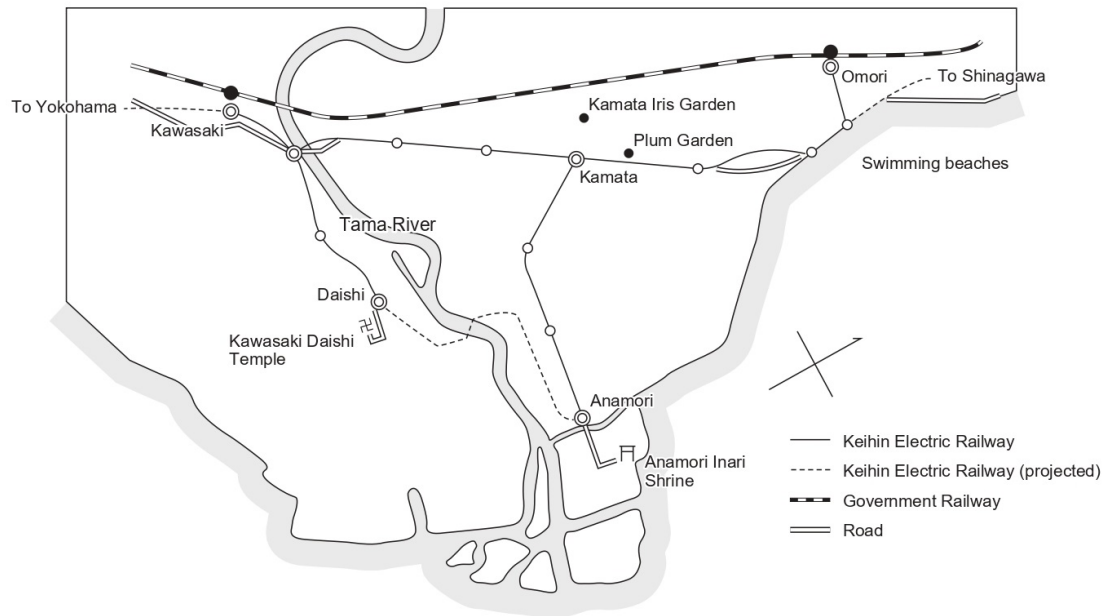 Omori
To Shinagawa
To Yokohama
Kawasaki
Kamata Iris Garden
Plum Garden
Kamata
Swimming beaches
Tama River
Daishi
Kawasaki Daishi
Temple
Anamori
Anamori Inari
Shrine
Keihin Electric Railway
Keihin Electric Railway (projected)
Government Railway
Road